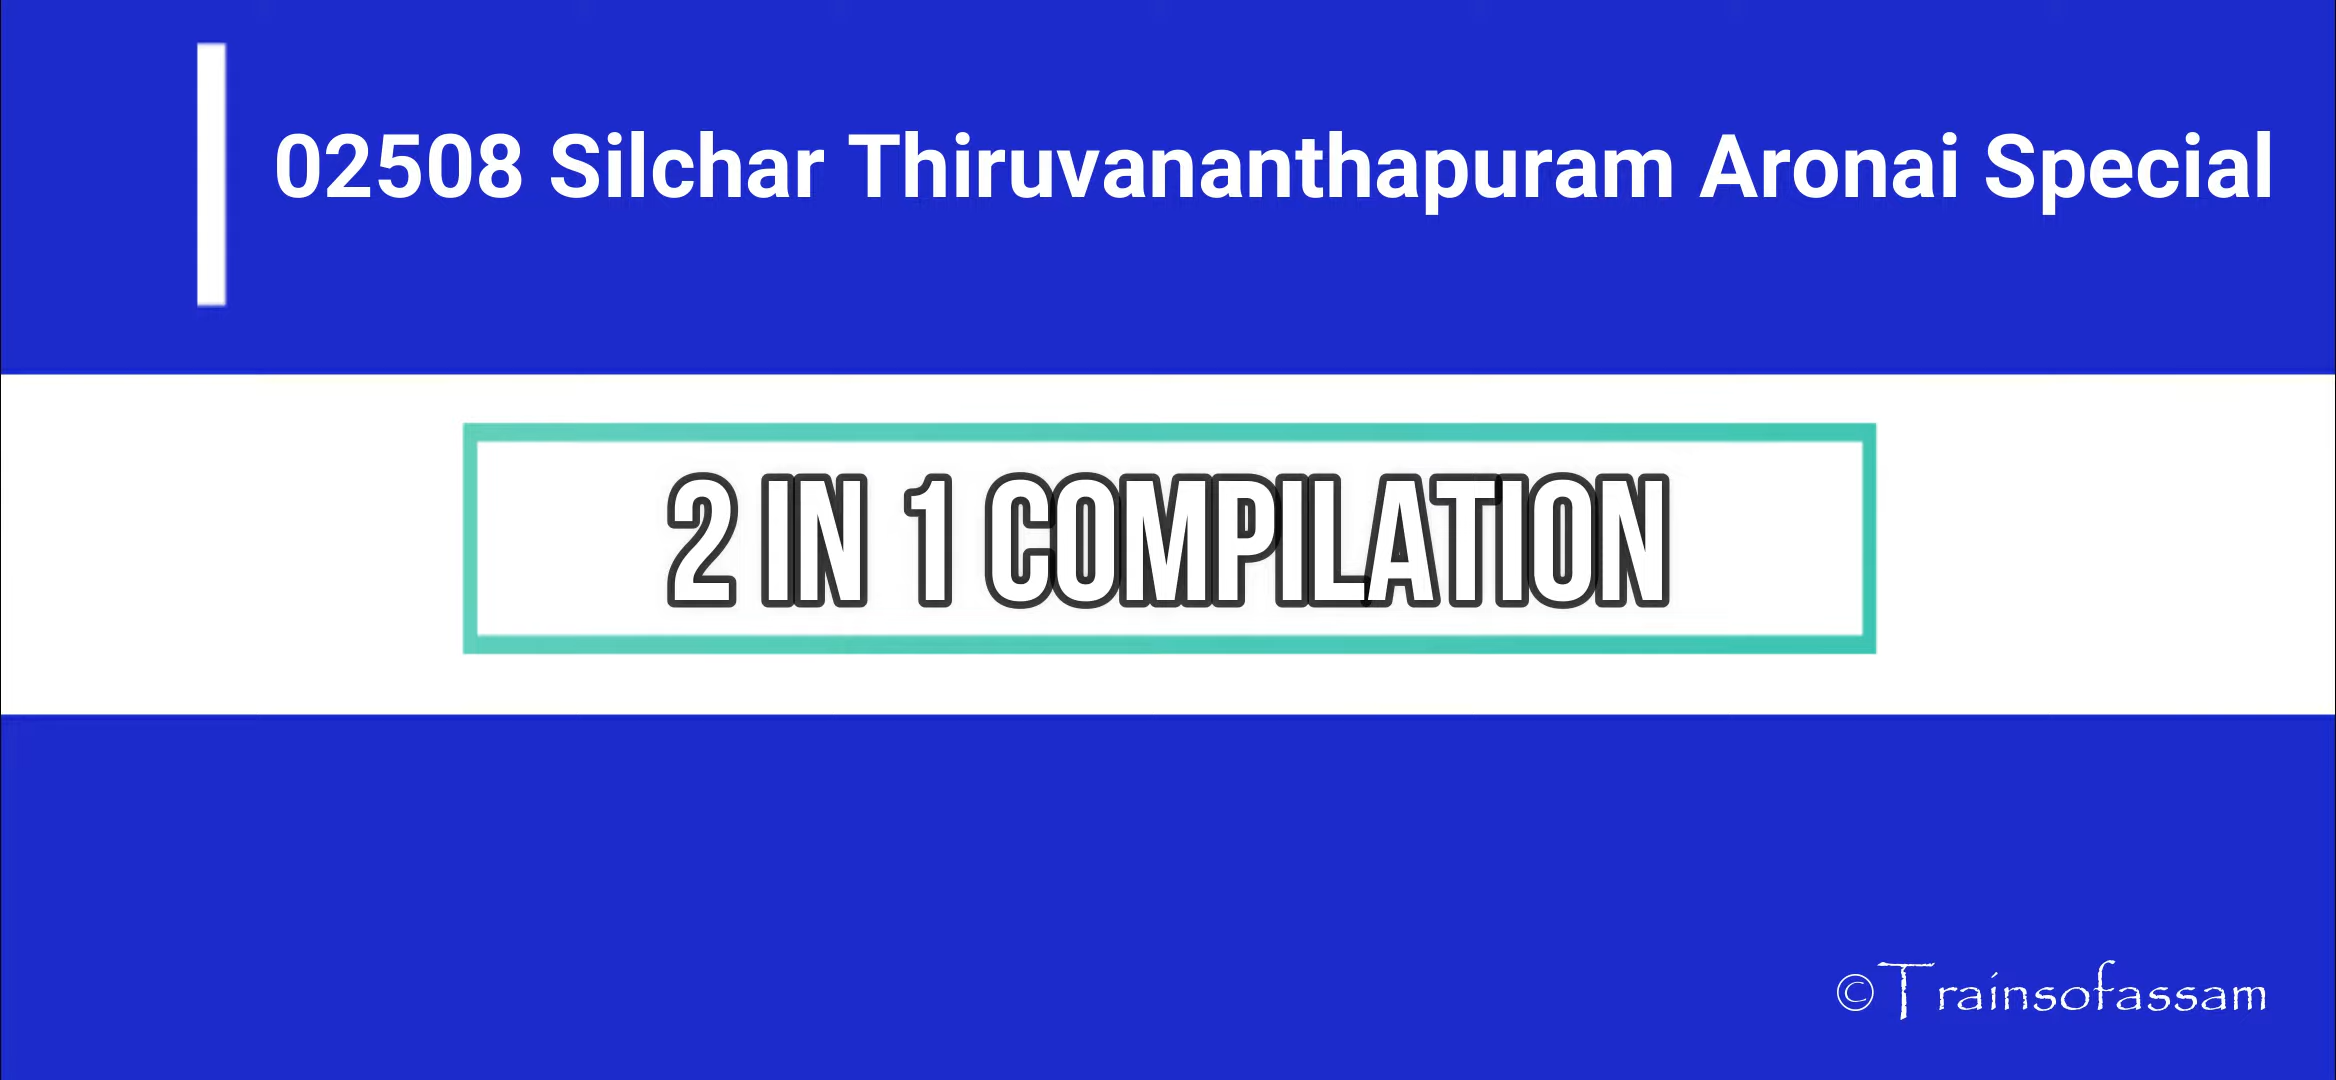 02508 Silchar Thiruvananthapuram Aronai Special
2 IN 1 COMPILATION
©Trainsofassam